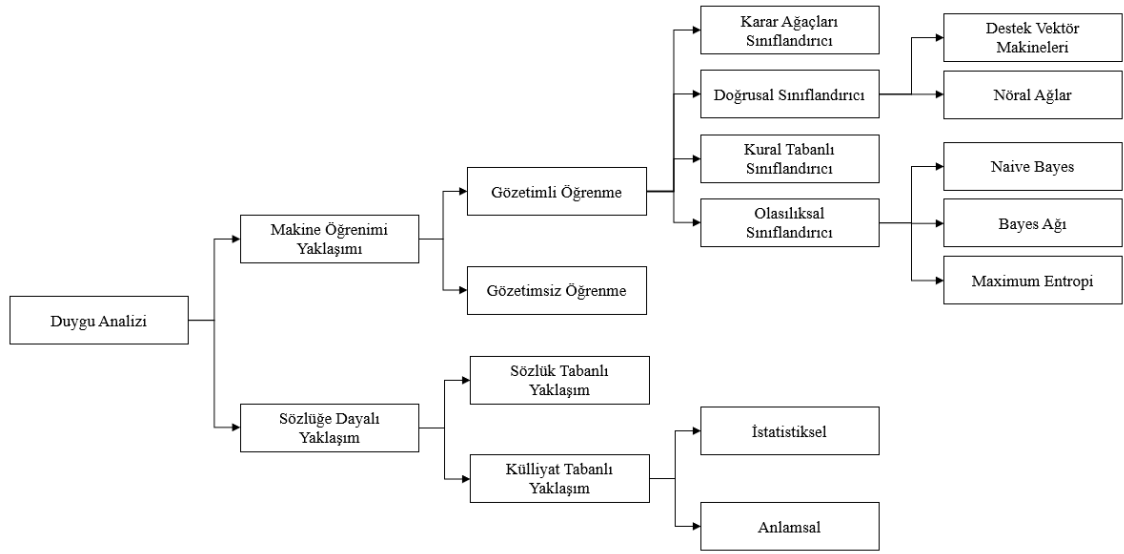 Duygu Analizi
Makine Öğrenimi
Yaklaşımı
Sözlüğe Dayalı
Yaklaşım
Gözetimli Öğrenme
Gözetimsiz Öğrenme
Sözlük Tabanlı
Yaklaşım
Külliyat Tabanlı
Yaklaşım
Karar Ağaçları
Sınıflandırıcı
Doğrusal Sınıflandırıcı
Kural Tabanlı
Sınıflandırıcı
Olasılıksal
Sınıflandırıcı
İstatistiksel
Anlamsal
Destek Vektör
Makineleri
Nöral Ağlar
Naive Bayes
Bayes Ağı
Maximum Entropi